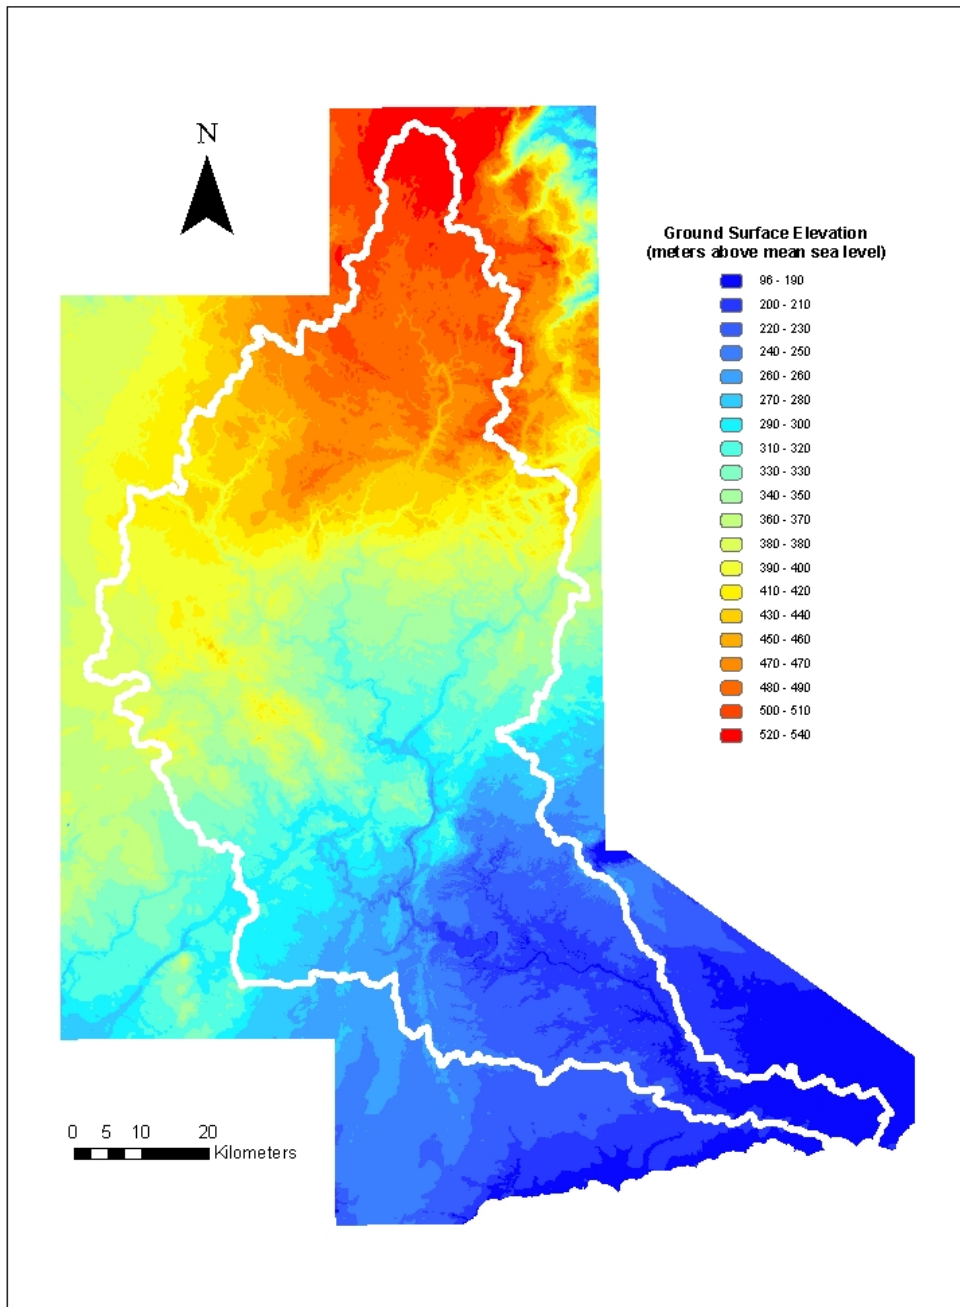 N
Ground Surface Elevation
(meters above mean sea level)
96 - 190
200 - 210
220 - 230
240 - 250
260 - 260
270 - 280
290 - 300
310 - 320
330 - 330
340 - 350
360 - 370
380 - 380
390 - 400
410 - 420
430 - 440
450 - 460
470 - 470
480 - 490
500 - 510
520 - 540
0 5 10 20
Kilometers